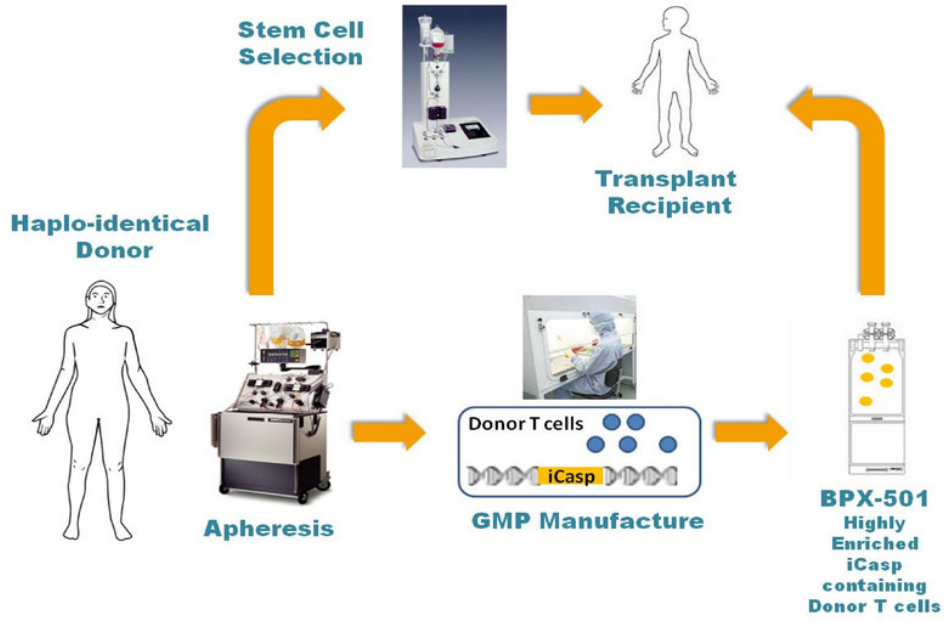 Stem Cell
Selection
Transplant
Recipient
Haplo-identical
Donor
Apheresis
Donor T cells
iCasp
GMP Manufacture
BPX-501
Highly
Enriched
iCasp
containing
Donor T cells